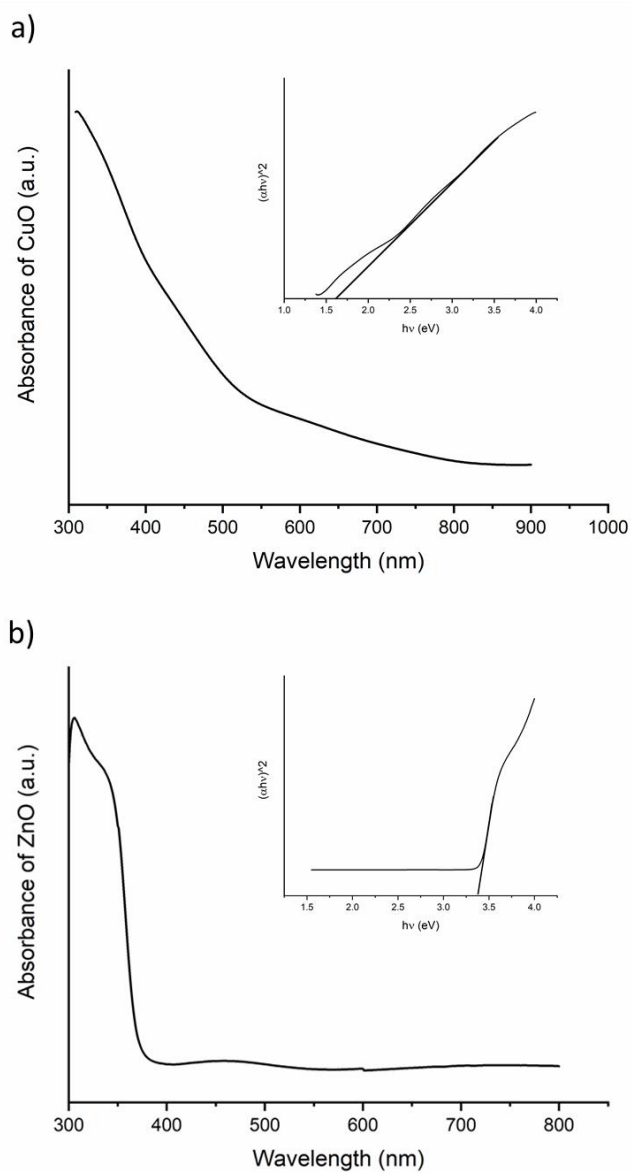 a)
Absorbance of CuO (a.u.)
(αhν)^2
1.0 1.5 2.0 2.5 3.0 3.5 4.0
hν (eV)
300 400 500 600 700 800 900 1000
Wavelength (nm)
b)
Absorbance of ZnO (a.u.)
(αhν)^2
1.5 2.0 2.5 3.0 3.5 4.0
hν (eV)
300 400 500 600 700 800
Wavelength (nm)